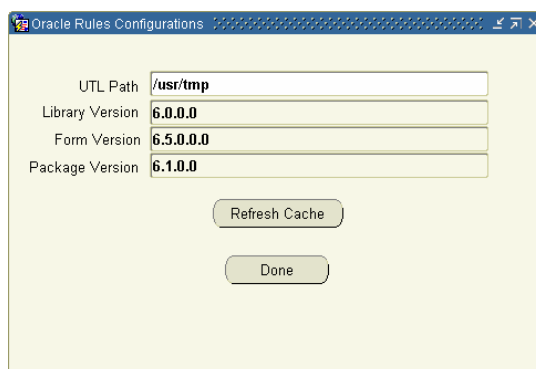 Oracle Rules Configurations
UTL Path /usr/tmp
Library Version 6.0.0.0
Form Version 6.5.0.0.0
Package Version 6.1.0.0
Refresh Cache
Done